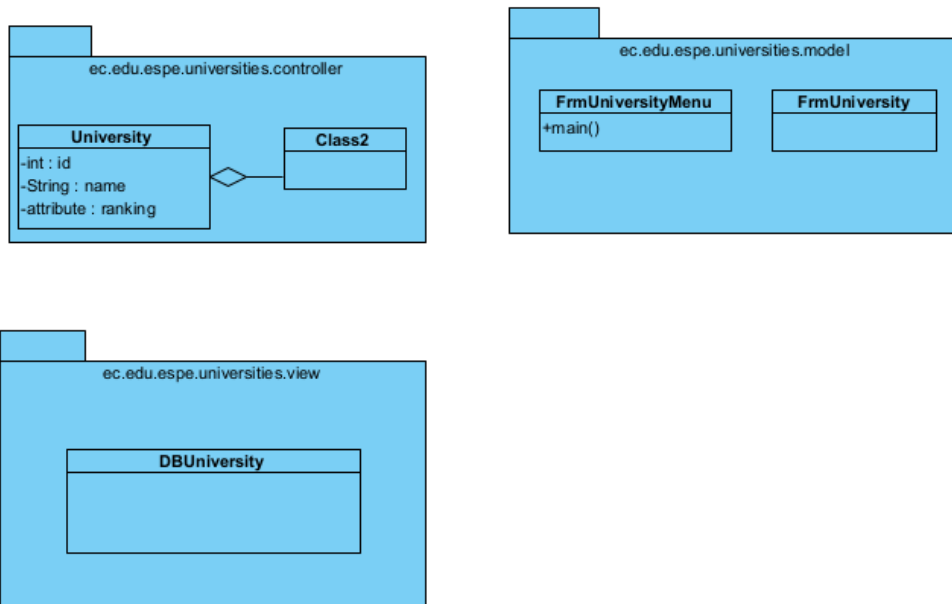 ec.edu.espe.universities.controller
University
-int : id
-String : name
-attribute : ranking
Class2
ec.edu.espe.universities.model
FrmUniversityMenu
+main()
FrmUniversity
ec.edu.espe.universities.view
DBUniversity